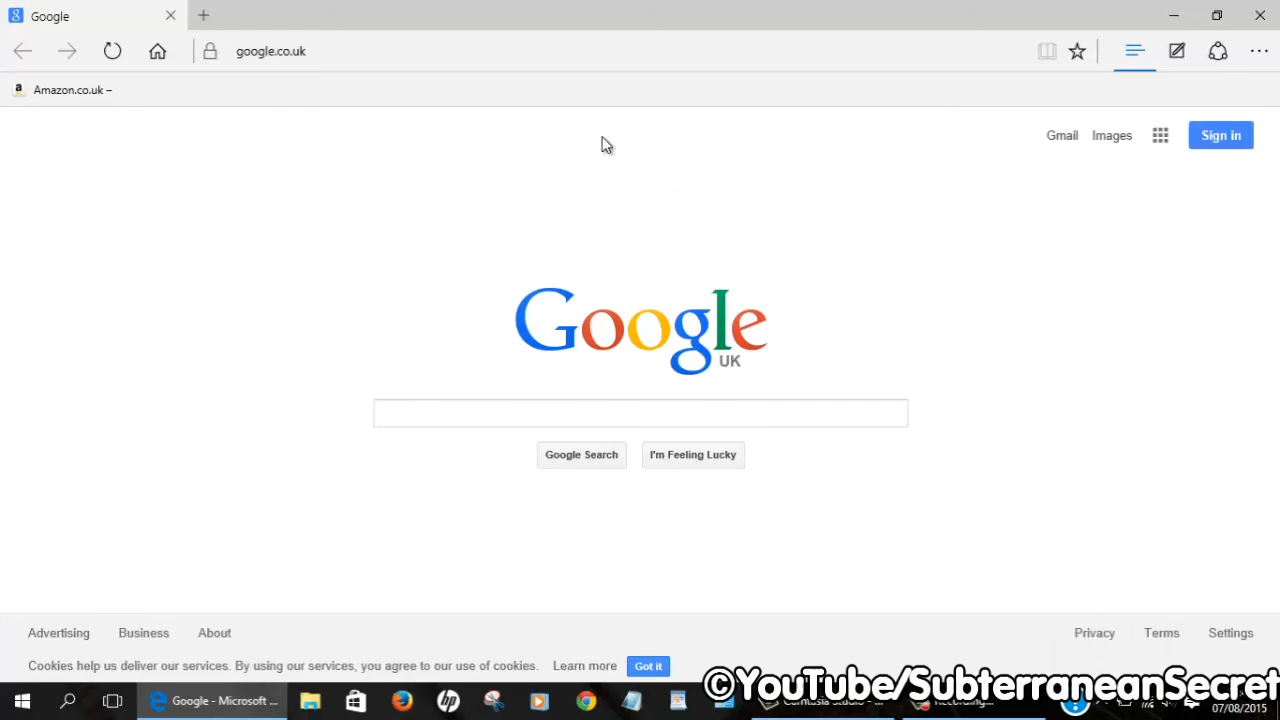 Google
google.co.uk
Amazon.co.uk –
Gmail Images Sign in
Google
UK
Google Search I'm Feeling Lucky
Advertising Business About
Privacy Terms Settings
Cookies help us deliver our services. By using our services, you agree to our use of cookies. Learn more Got it
©YouTube/SubterraneanSecret
hp Google - Microsoft ...
07/08/2015